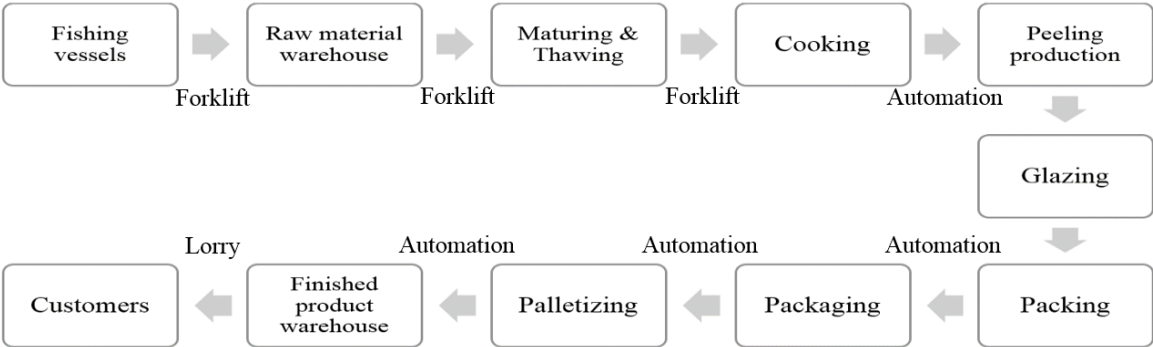 Fishing
vessels
Raw material
warehouse
Maturing &
Thawing
Cooking
Peeling
production
Forklift
Forklift
Forklift
Automation
Glazing
Lorry
Automation
Automation
Automation
Customers
Finished
product
warehouse
Palletizing
Packaging
Packing